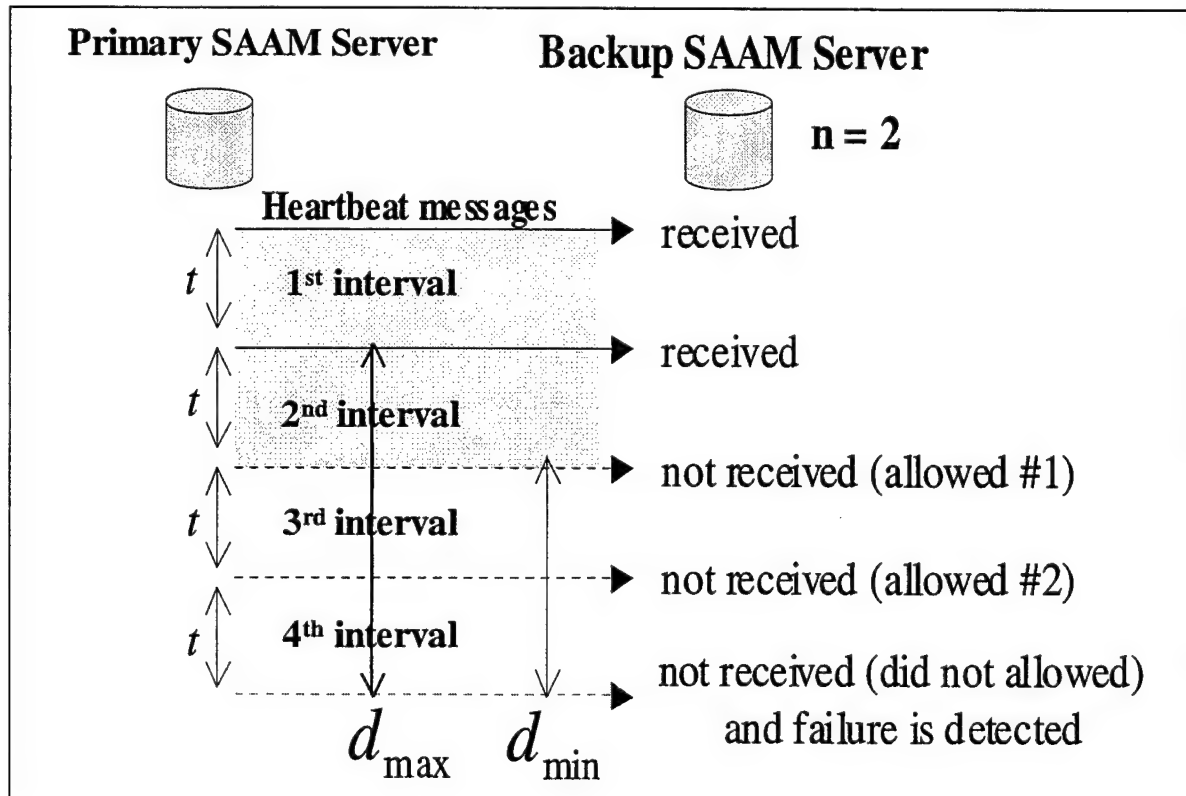 Primary SAAM Server
Backup SAAM Server
n = 2
Heartbeat messages
received
t
1st interval
received
t
2nd interval
not received (allowed #1)
t
3rd interval
not received (allowed #2)
t
4th interval
not received (did not allowed)
and failure is detected
dmax
dmin